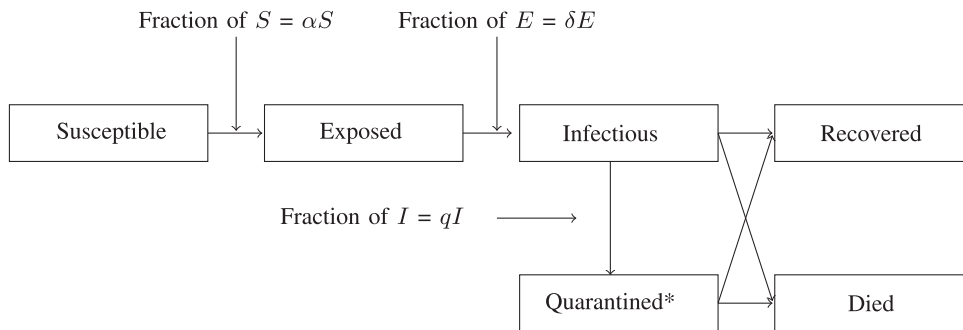 Fraction of S = αS
Fraction of E = δE
Susceptible
Exposed
Infectious
Recovered
Fraction of I = qI
Quarantined*
Died